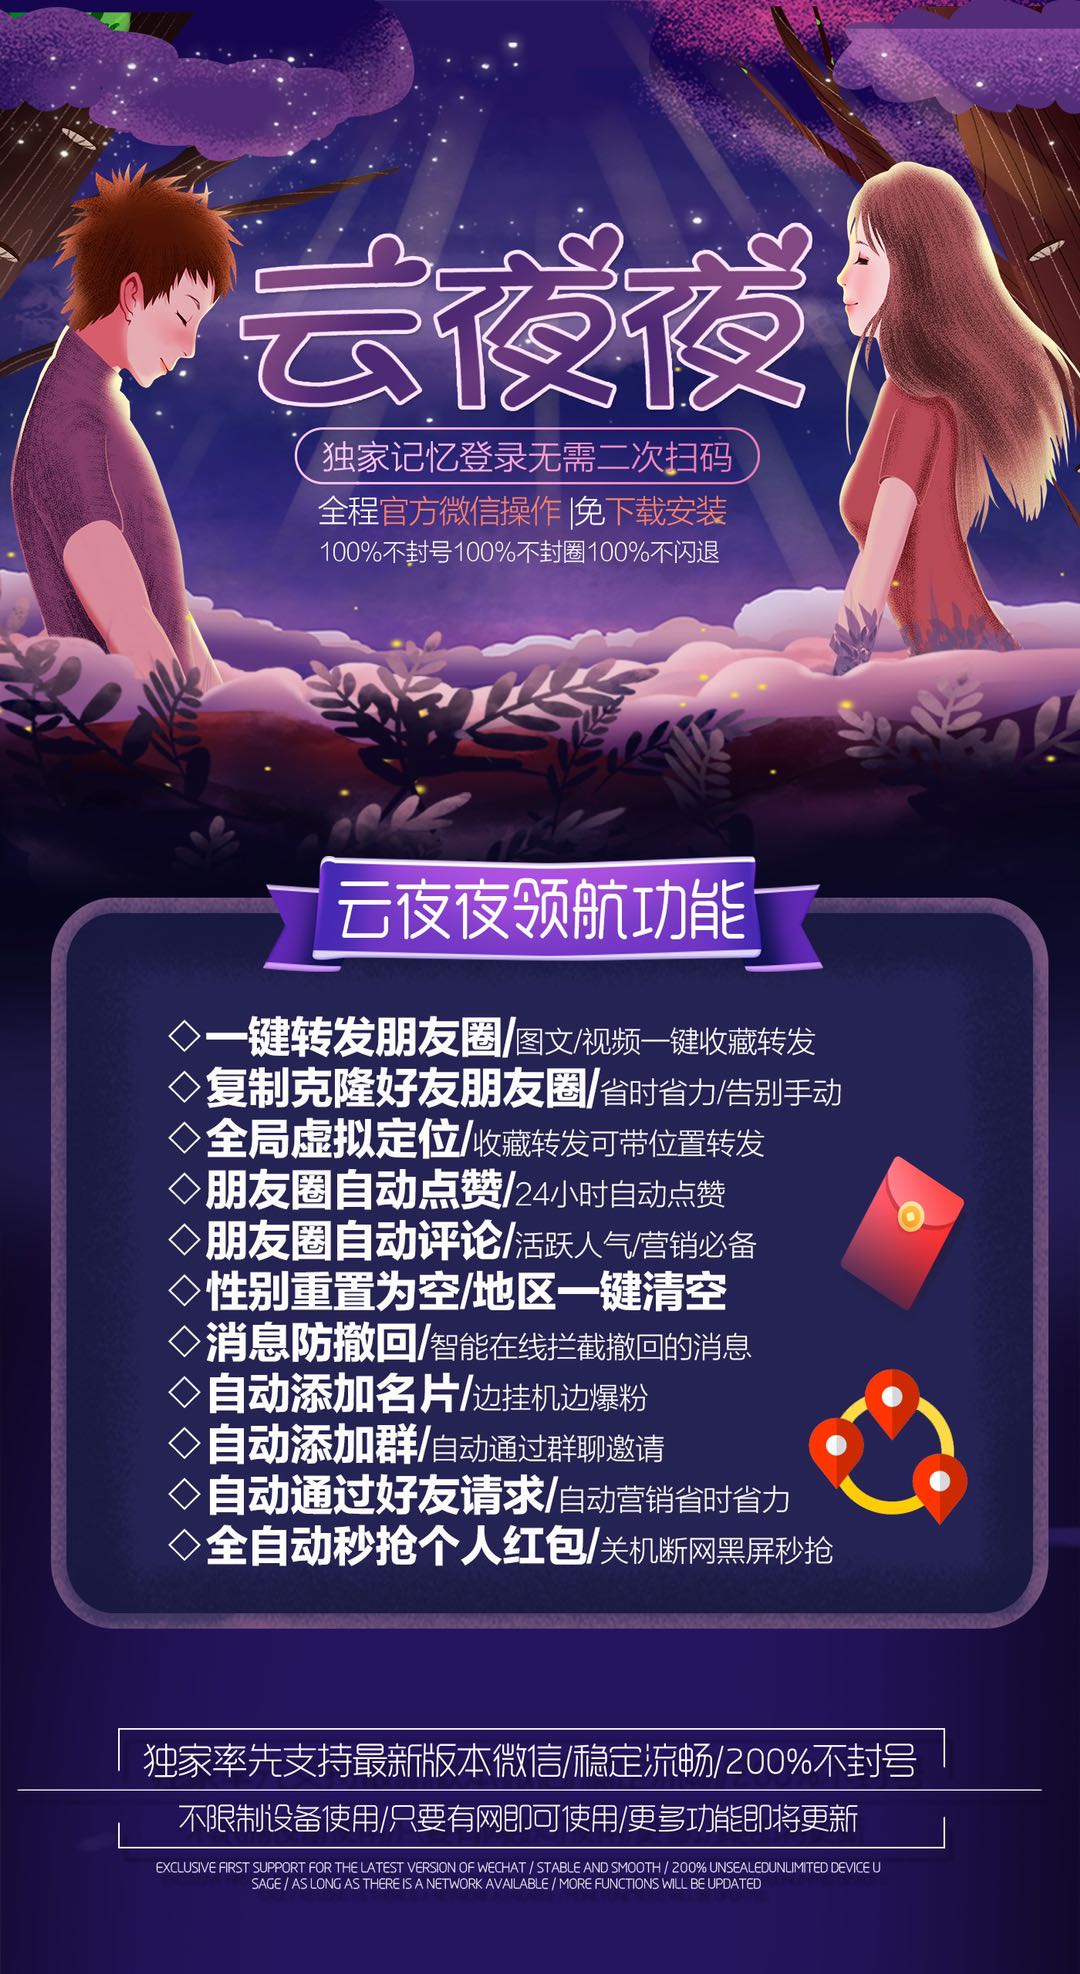 云夜夜
独家记忆登录无需二次扫码
全程官方微信操作|免下载安装
100%不封号100%不封圈100%不闪退
云夜夜领航功能
◇一键转发朋友圈/图文/视频一键收藏转发
◇复制克隆好友朋友圈/省时省力/告别手动
◇全局虚拟定位/收藏转发可带位置转发
◇朋友圈自动点赞/24小时自动点赞
◇朋友圈自动评论/活跃人气/营销必备
◇性别重置为空/地区一键清空
◇消息防撤回/智能在线拦截撤回的消息
◇自动添加名片/边挂机边爆粉
◇自动添加群/自动通过群聊邀请
◇自动通过好友请求/自动营销省时省力
◇全自动秒抢个人红包/关机断网黑屏秒抢
独家率先支持最新版本微信/稳定流畅/200%不封号
不限制设备使用/只要有网即可使用/更多功能即将更新
EXCLUSIVE FIRST SUPPORT FOR THE LATEST VERSION OF WECHAT / STABLE AND SMOOTH / 200% UNSEALEDUNLIMITED DEVICE U
SAGE / AS LONG AS THERE IS A NETWORK AVAILABLE / MORE FUNCTIONS WILL BE UPDATED